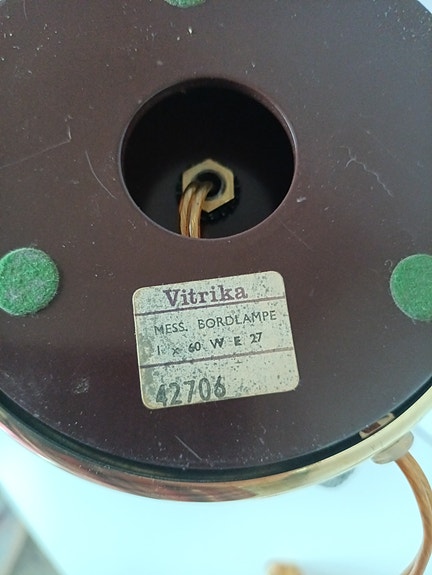 Vitrika
MESS. BORDLAMPE
1 x 60 W E 27
42706